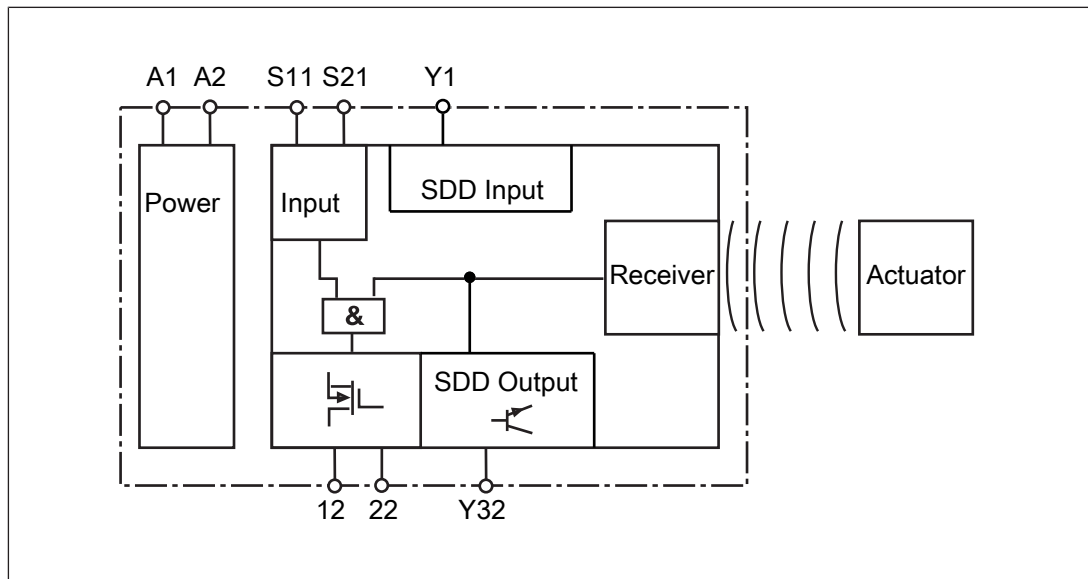 A1 A2 S11 S21 Y1
Power
Input
SDD Input
Receiver
Actuator
&
SDD Output
12 22 Y32